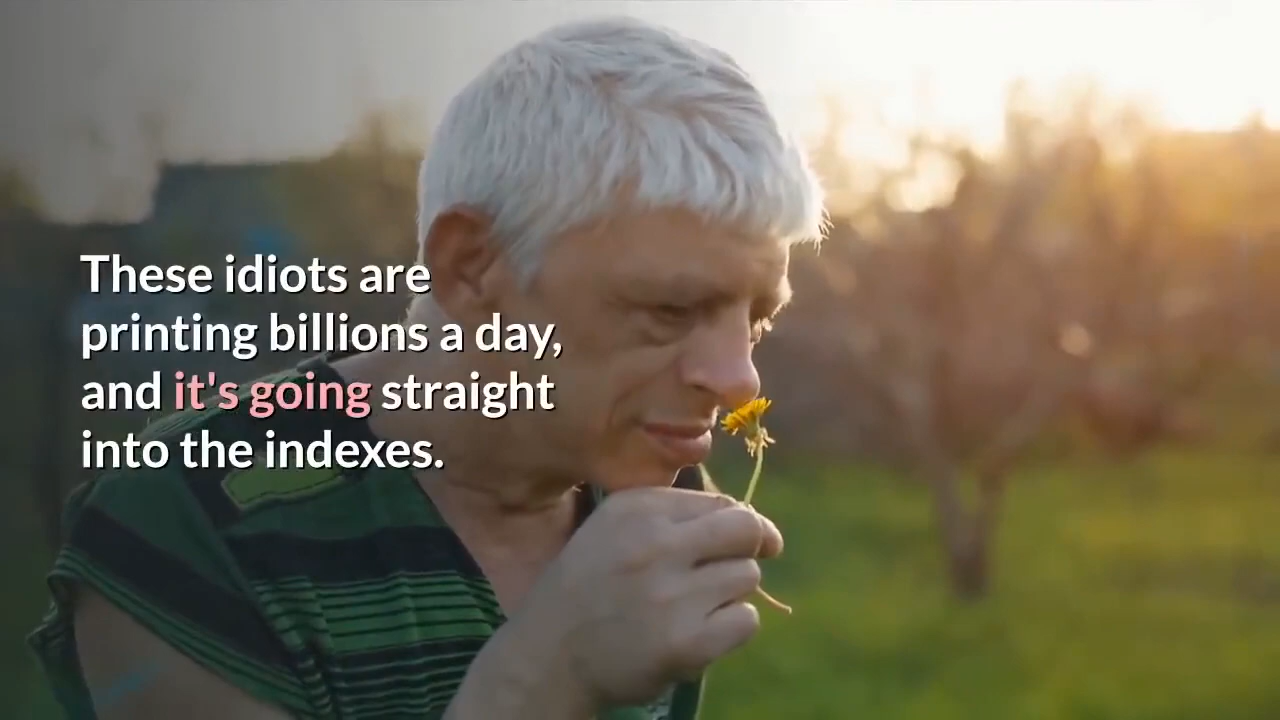 These idiots are
printing billions a day,
and it's going straight
into the indexes.